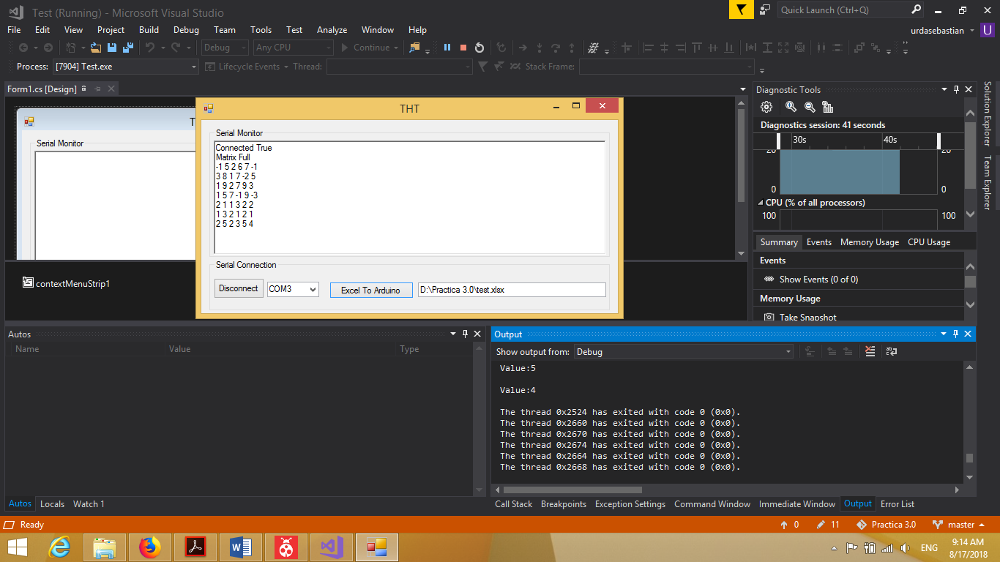 Test (Running) - Microsoft Visual Studio
Quick Launch (Ctrl+Q)
File Edit View Project Build Debug Team Tools Test Analyze Window Help
urdasebastian U
Debug Any CPU Continue
Process: [7904] Test.exe Lifecycle Events Thread: Stack Frame:
Form1.cs [Design]
T
Serial Monitor
contextMenuStrip1
THT
Serial Monitor
Connected True
Matrix Full
-1 5 2 6 7 -1
3 8 1 7 -2 5
1 9 2 7 9 3
1 5 7 -1 9 -3
2 1 1 3 2 2
1 3 2 1 2 1
2 5 2 3 5 4
Serial Connection
Disconnect COM3 Excel To Arduino D:\Practica 3.0\test.xlsx
Diagnostic Tools
Diagnostics session: 41 seconds
30s 40s
20 20
0 0
CPU (% of all processors)
100 100
Summary Events Memory Usage CPU Usage
Events
Show Events (0 of 0)
Memory Usage
Take Snapshot
Solution Explorer
Team Explorer
Autos
Name Value Type
Autos Locals Watch 1
Output
Show output from: Debug
Value:5
Value:4
The thread 0x2524 has exited with code 0 (0x0).
The thread 0x2660 has exited with code 0 (0x0).
The thread 0x2670 has exited with code 0 (0x0).
The thread 0x2674 has exited with code 0 (0x0).
The thread 0x2664 has exited with code 0 (0x0).
The thread 0x2668 has exited with code 0 (0x0).
Call Stack Breakpoints Exception Settings Command Window Immediate Window Output Error List
Ready 0 11 Practica 3.0 master
ENG
9:14 AM
8/17/2018